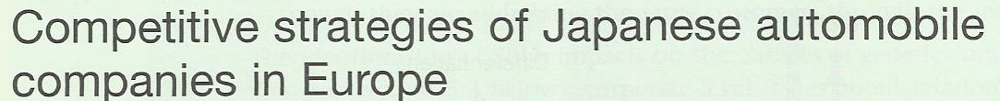 Competitive strategies of Japanese automobile
companies in Europe